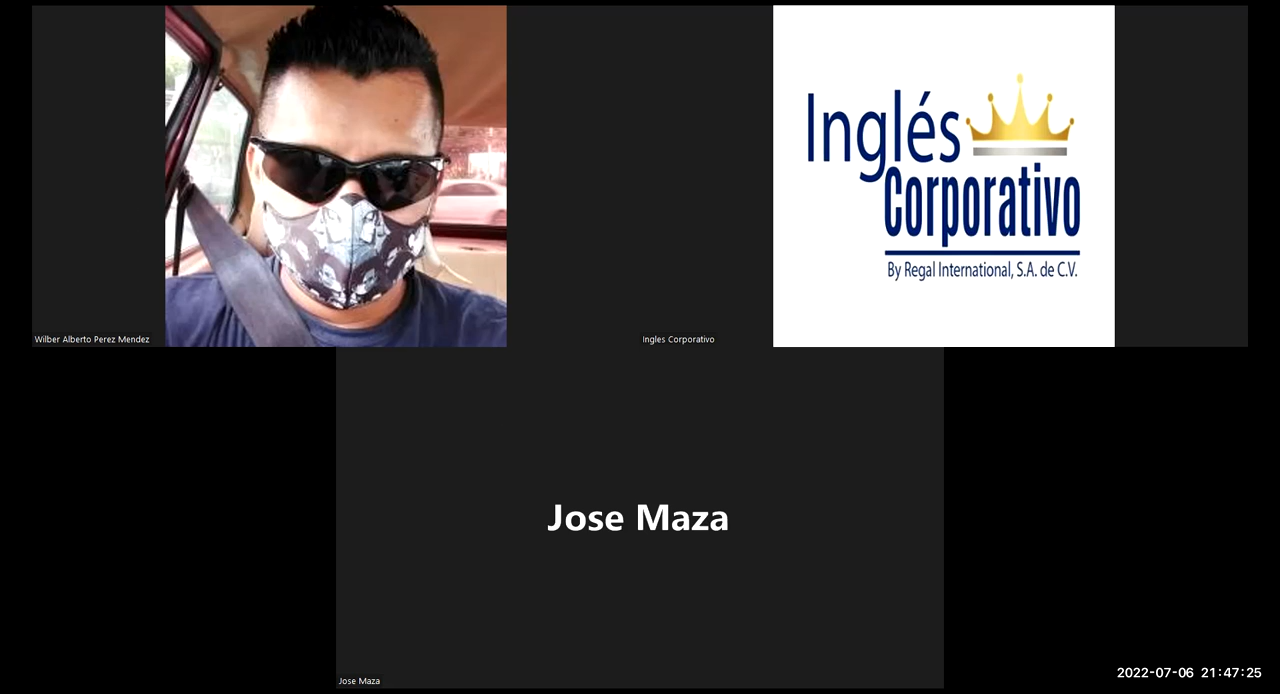 Inglés
Corporativo
By Regal International, S.A. de C.V.
Wilber Alberto Perez Mendez
Ingles Corporativo
Jose Maza
Jose Maza
2022-07-06 21:47:25